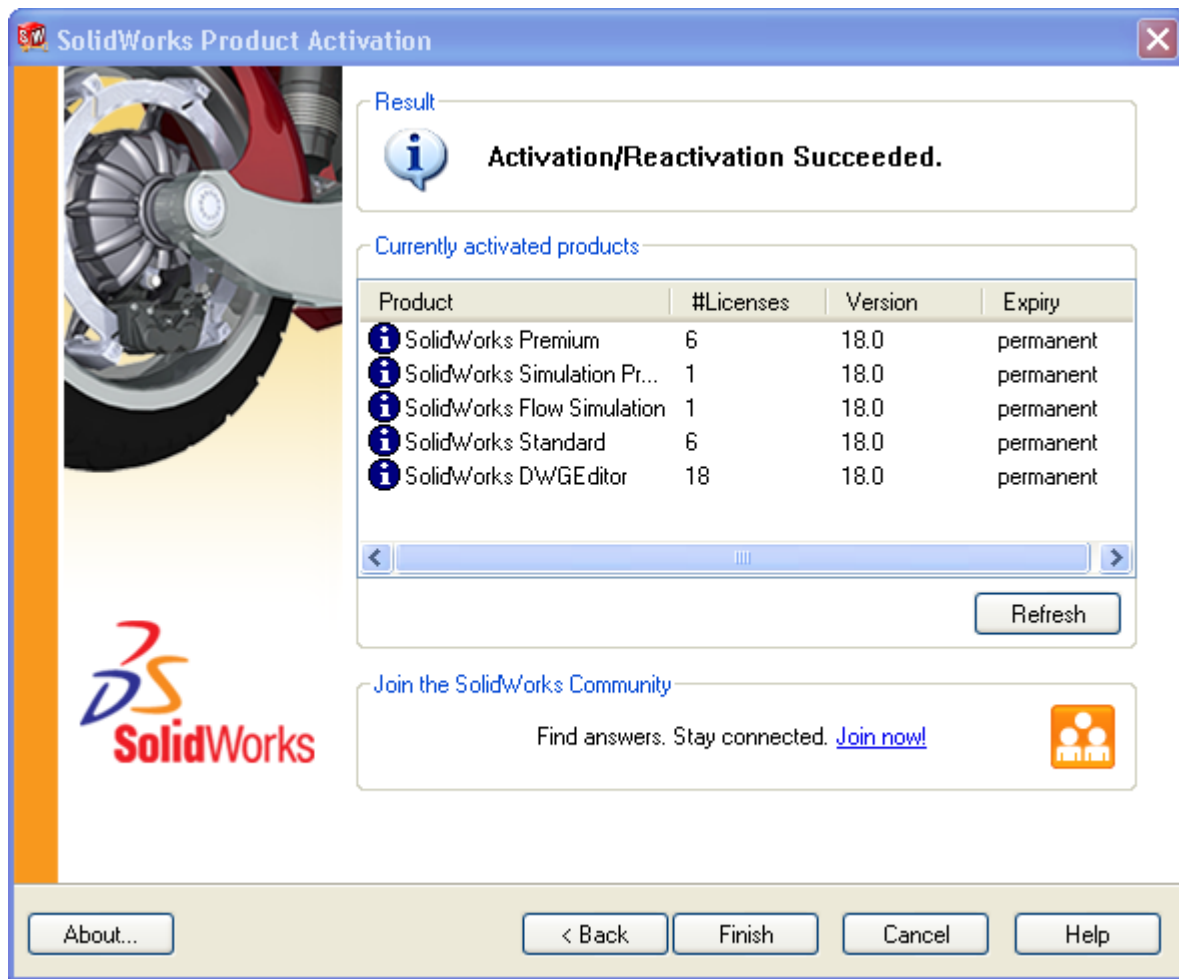 SolidWorks Product Activation
Result
Activation/Reactivation Succeeded.
Currently activated products
Product #Licenses Version Expiry
SolidWorks Premium 6 18.0 permanent
SolidWorks Simulation Pr... 1 18.0 permanent
SolidWorks Flow Simulation 1 18.0 permanent
SolidWorks Standard 6 18.0 permanent
SolidWorks DWGEditor 18 18.0 permanent
Refresh
Join the SolidWorks Community
Find answers. Stay connected. Join now!
SolidWorks
About... < Back Finish Cancel Help